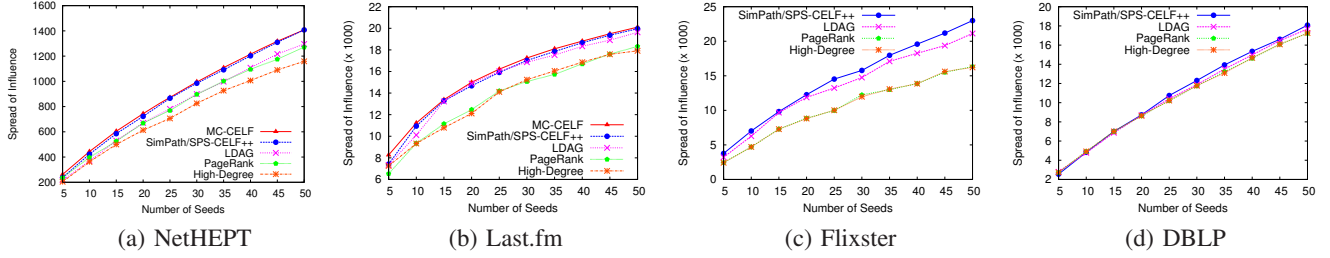 Spread of Influence
1600
1400
1200
1000
800
600
400
200
MC-CELF
SimPath/SPS-CELF++
LDAG
PageRank
High-Degree
5 10 15 20 25 30 35 40 45 50
Number of Seeds
(a) NetHEPT
Spread of Influence (x 1000)
22
20
18
16
14
12
10
8
6
MC-CELF
SimPath/SPS-CELF++
LDAG
PageRank
High-Degree
5 10 15 20 25 30 35 40 45 50
Number of Seeds
(b) Last.fm
Spread of Influence (x 1000)
25
20
15
10
5
0
SimPath/SPS-CELF++
LDAG
PageRank
High-Degree
5 10 15 20 25 30 35 40 45 50
Number of Seeds
(c) Flixster
Spread of Influence (x 1000)
20
18
16
14
12
10
8
6
4
2
SimPath/SPS-CELF++
LDAG
PageRank
High-Degree
5 10 15 20 25 30 35 40 45 50
Number of Seeds
(d) DBLP